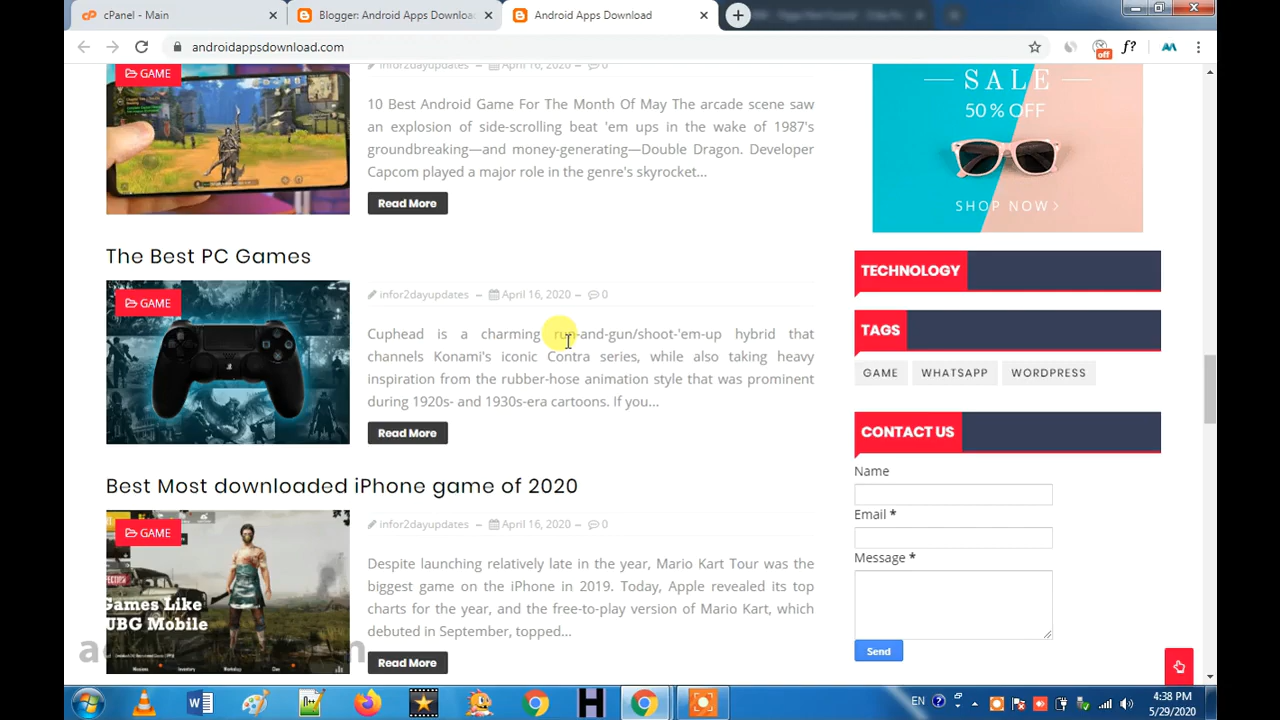 cPanel - Main
Blogger: Android Apps Download
Android Apps Download
androidappsdownload.com
off
f?
GAME
infor2dayupdates – April 16, 2020 – 0
10 Best Android Game For The Month Of May The arcade scene saw
an explosion of side-scrolling beat 'em ups in the wake of 1987's
groundbreaking—and money-generating—Double Dragon. Developer
Capcom played a major role in the genre's skyrocket...
Read More
The Best PC Games
GAME
infor2dayupdates – April 16, 2020 – 0
Cuphead is a charming run-and-gun/shoot-'em-up hybrid that
channels Konami's iconic Contra series, while also taking heavy
inspiration from the rubber-hose animation style that was prominent
during 1920s- and 1930s-era cartoons. If you...
Read More
Best Most downloaded iPhone game of 2020
GAME
Games Like
UBG Mobile
infor2dayupdates – April 16, 2020 – 0
Despite launching relatively late in the year, Mario Kart Tour was the
biggest game on the iPhone in 2019. Today, Apple revealed its top
charts for the year, and the free-to-play version of Mario Kart, which
debuted in September, topped...
Read More
SALE
50 % OFF
SHOP NOW >
TECHNOLOGY
TAGS
GAME WHATSAPP WORDPRESS
CONTACT US
Name
Email *
Message *
Send
EN
4:38 PM
5/29/2020